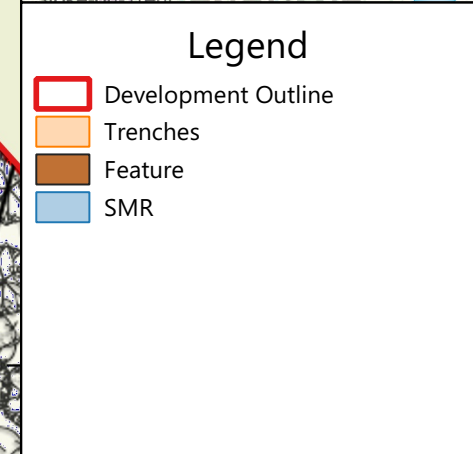 Legend
Development Outline
Trenches
Feature
SMR